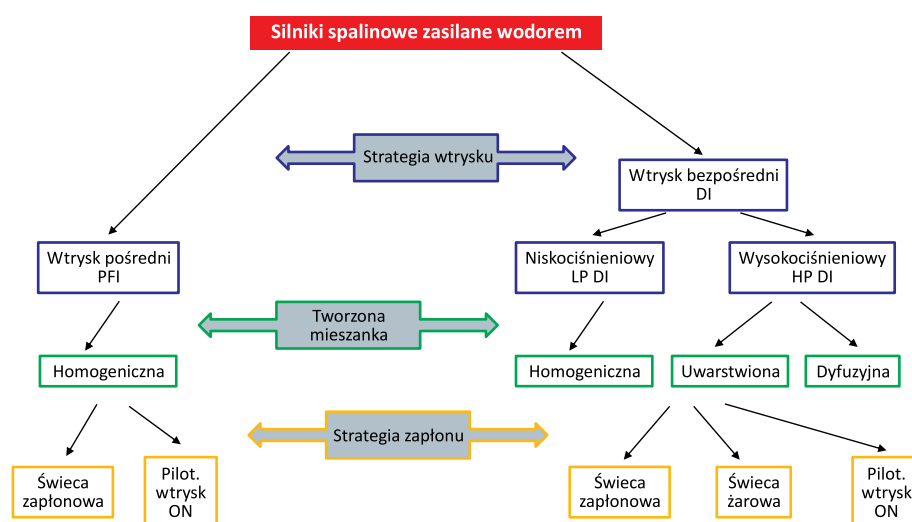 Silniki spalinowe zasilane wodorem
Strategia wtrysku
Wtrysk bezpośredni
DI
Wtrysk pośredni
PFI
Niskociśnieniowy
LP DI
Wysokociśnieniowy
HP DI
Tworzona
mieszanka
Homogeniczna
Homogeniczna
Uwarstwiona
Dyfuzyjna
Strategia zapłonu
Świeca
zapłonowa
Pilot.
wtrysk
ON
Świeca
zapłonowa
Świeca
żarowa
Pilot.
wtrysk
ON